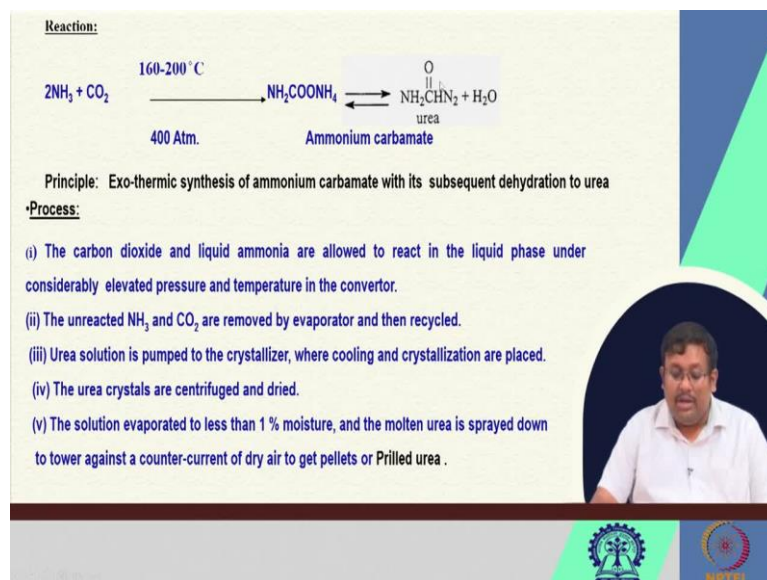 Reaction:
160-200°C
O
||
2NH₃ + CO₂ NH₂COONH₄ NH₂CHN₂ + H₂O
urea
400 Atm. Ammonium carbamate
Principle: Exo-thermic synthesis of ammonium carbamate with its subsequent dehydration to urea
•Process:
(i) The carbon dioxide and liquid ammonia are allowed to react in the liquid phase under
considerably elevated pressure and temperature in the convertor.
(ii) The unreacted NH₃ and CO₂ are removed by evaporator and then recycled.
(iii) Urea solution is pumped to the crystallizer, where cooling and crystallization are placed.
(iv) The urea crystals are centrifuged and dried.
(v) The solution evaporated to less than 1 % moisture, and the molten urea is sprayed down
to tower against a counter-current of dry air to get pellets or Prilled urea .